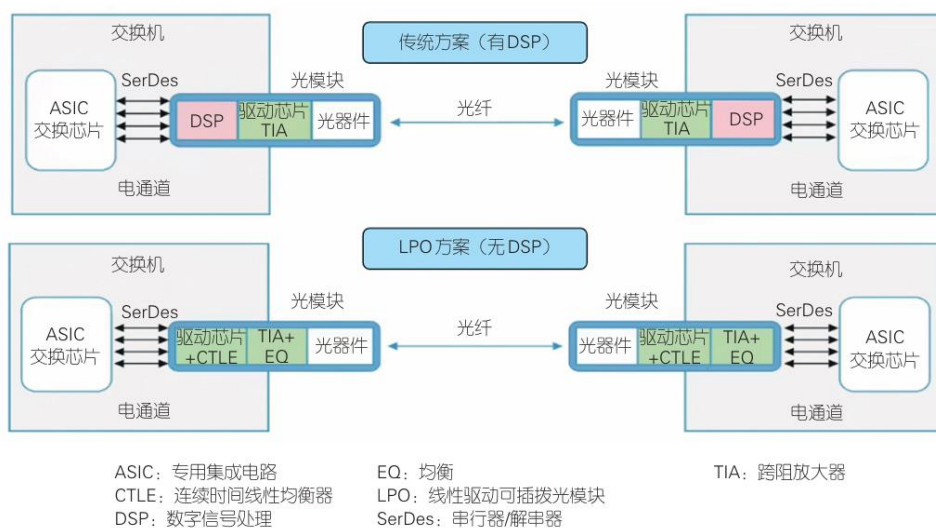 传统方案（有DSP）
交换机
SerDes
光模块
ASIC
交换芯片
DSP
驱动芯片
TIA
光器件
电通道
光纤
交换机
光模块
SerDes
光器件
驱动芯片
TIA
DSP
ASIC
交换芯片
电通道
LPO方案（无DSP）
交换机
SerDes
光模块
ASIC
交换芯片
驱动芯片
+CTLE
TIA+
EQ
光器件
电通道
光纤
交换机
光模块
SerDes
光器件
驱动芯片
+CTLE
TIA+
EQ
ASIC
交换芯片
电通道
ASIC：专用集成电路
CTLE：连续时间线性均衡器
DSP：数字信号处理
EQ：均衡
LPO：线性驱动可插拨光模块
SerDes：串行器/解串器
TIA：跨阻放大器